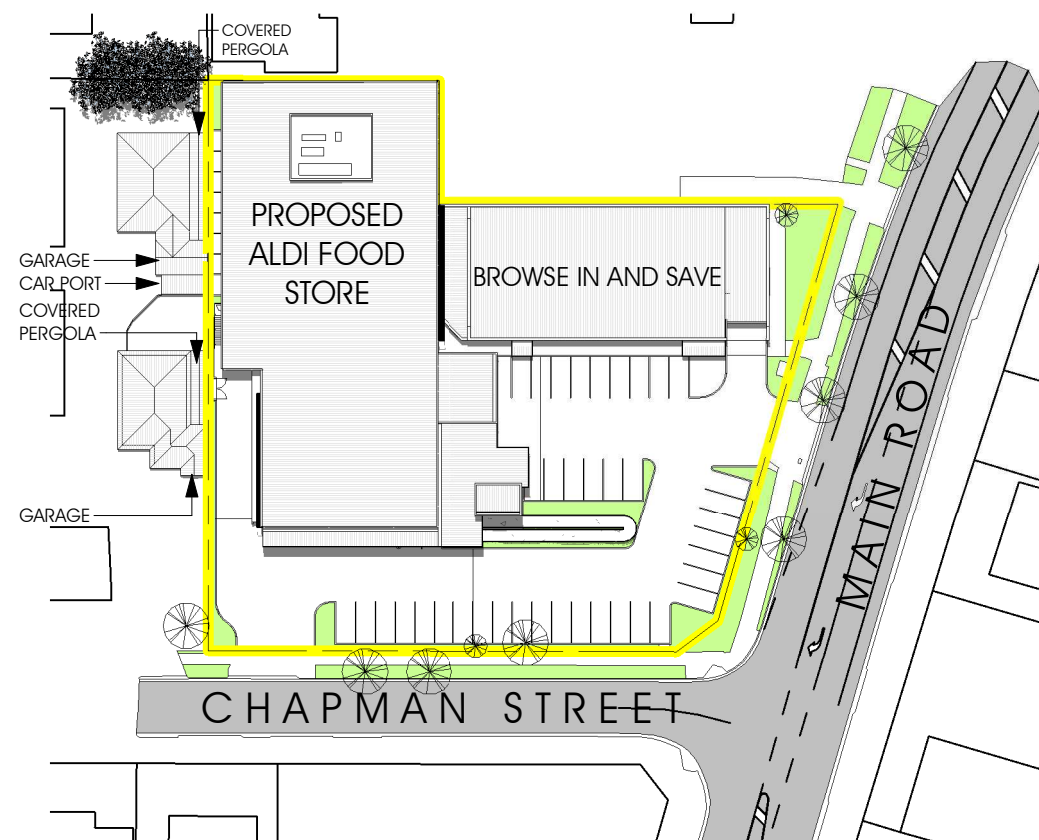 COVERED
PERGOLA
PROPOSED
ALDI FOOD
STORE
BROWSE IN AND SAVE
GARAGE
CAR PORT
COVERED
PERGOLA
GARAGE
MAIN ROAD
CHAPMAN STREET